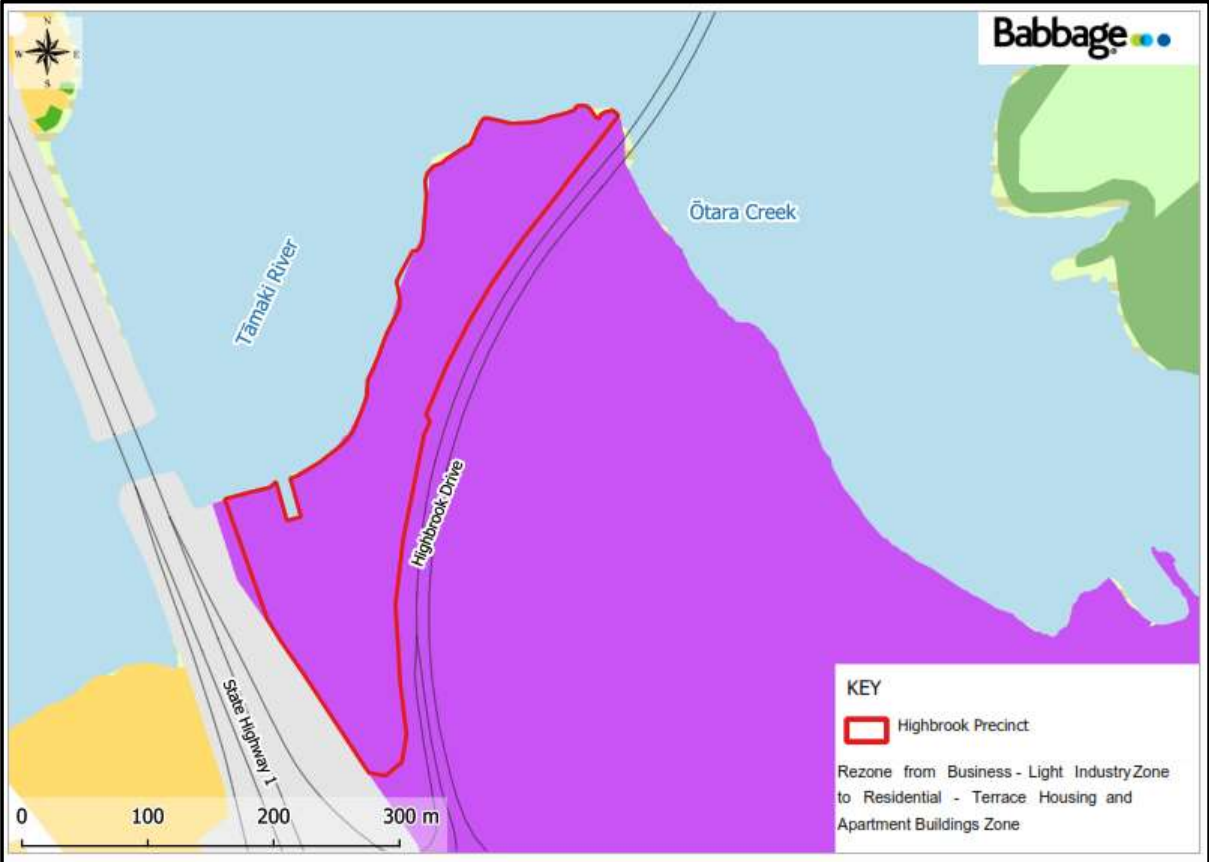 N
W E
S
Babbage
Ōtara Creek
Tāmaki River
Highbrook Drive
State Highway 1
KEY
Highbrook Precinct
Rezone from Business - Light Industry Zone
to Residential - Terrace Housing and
Apartment Buildings Zone
0 100 200 300 m